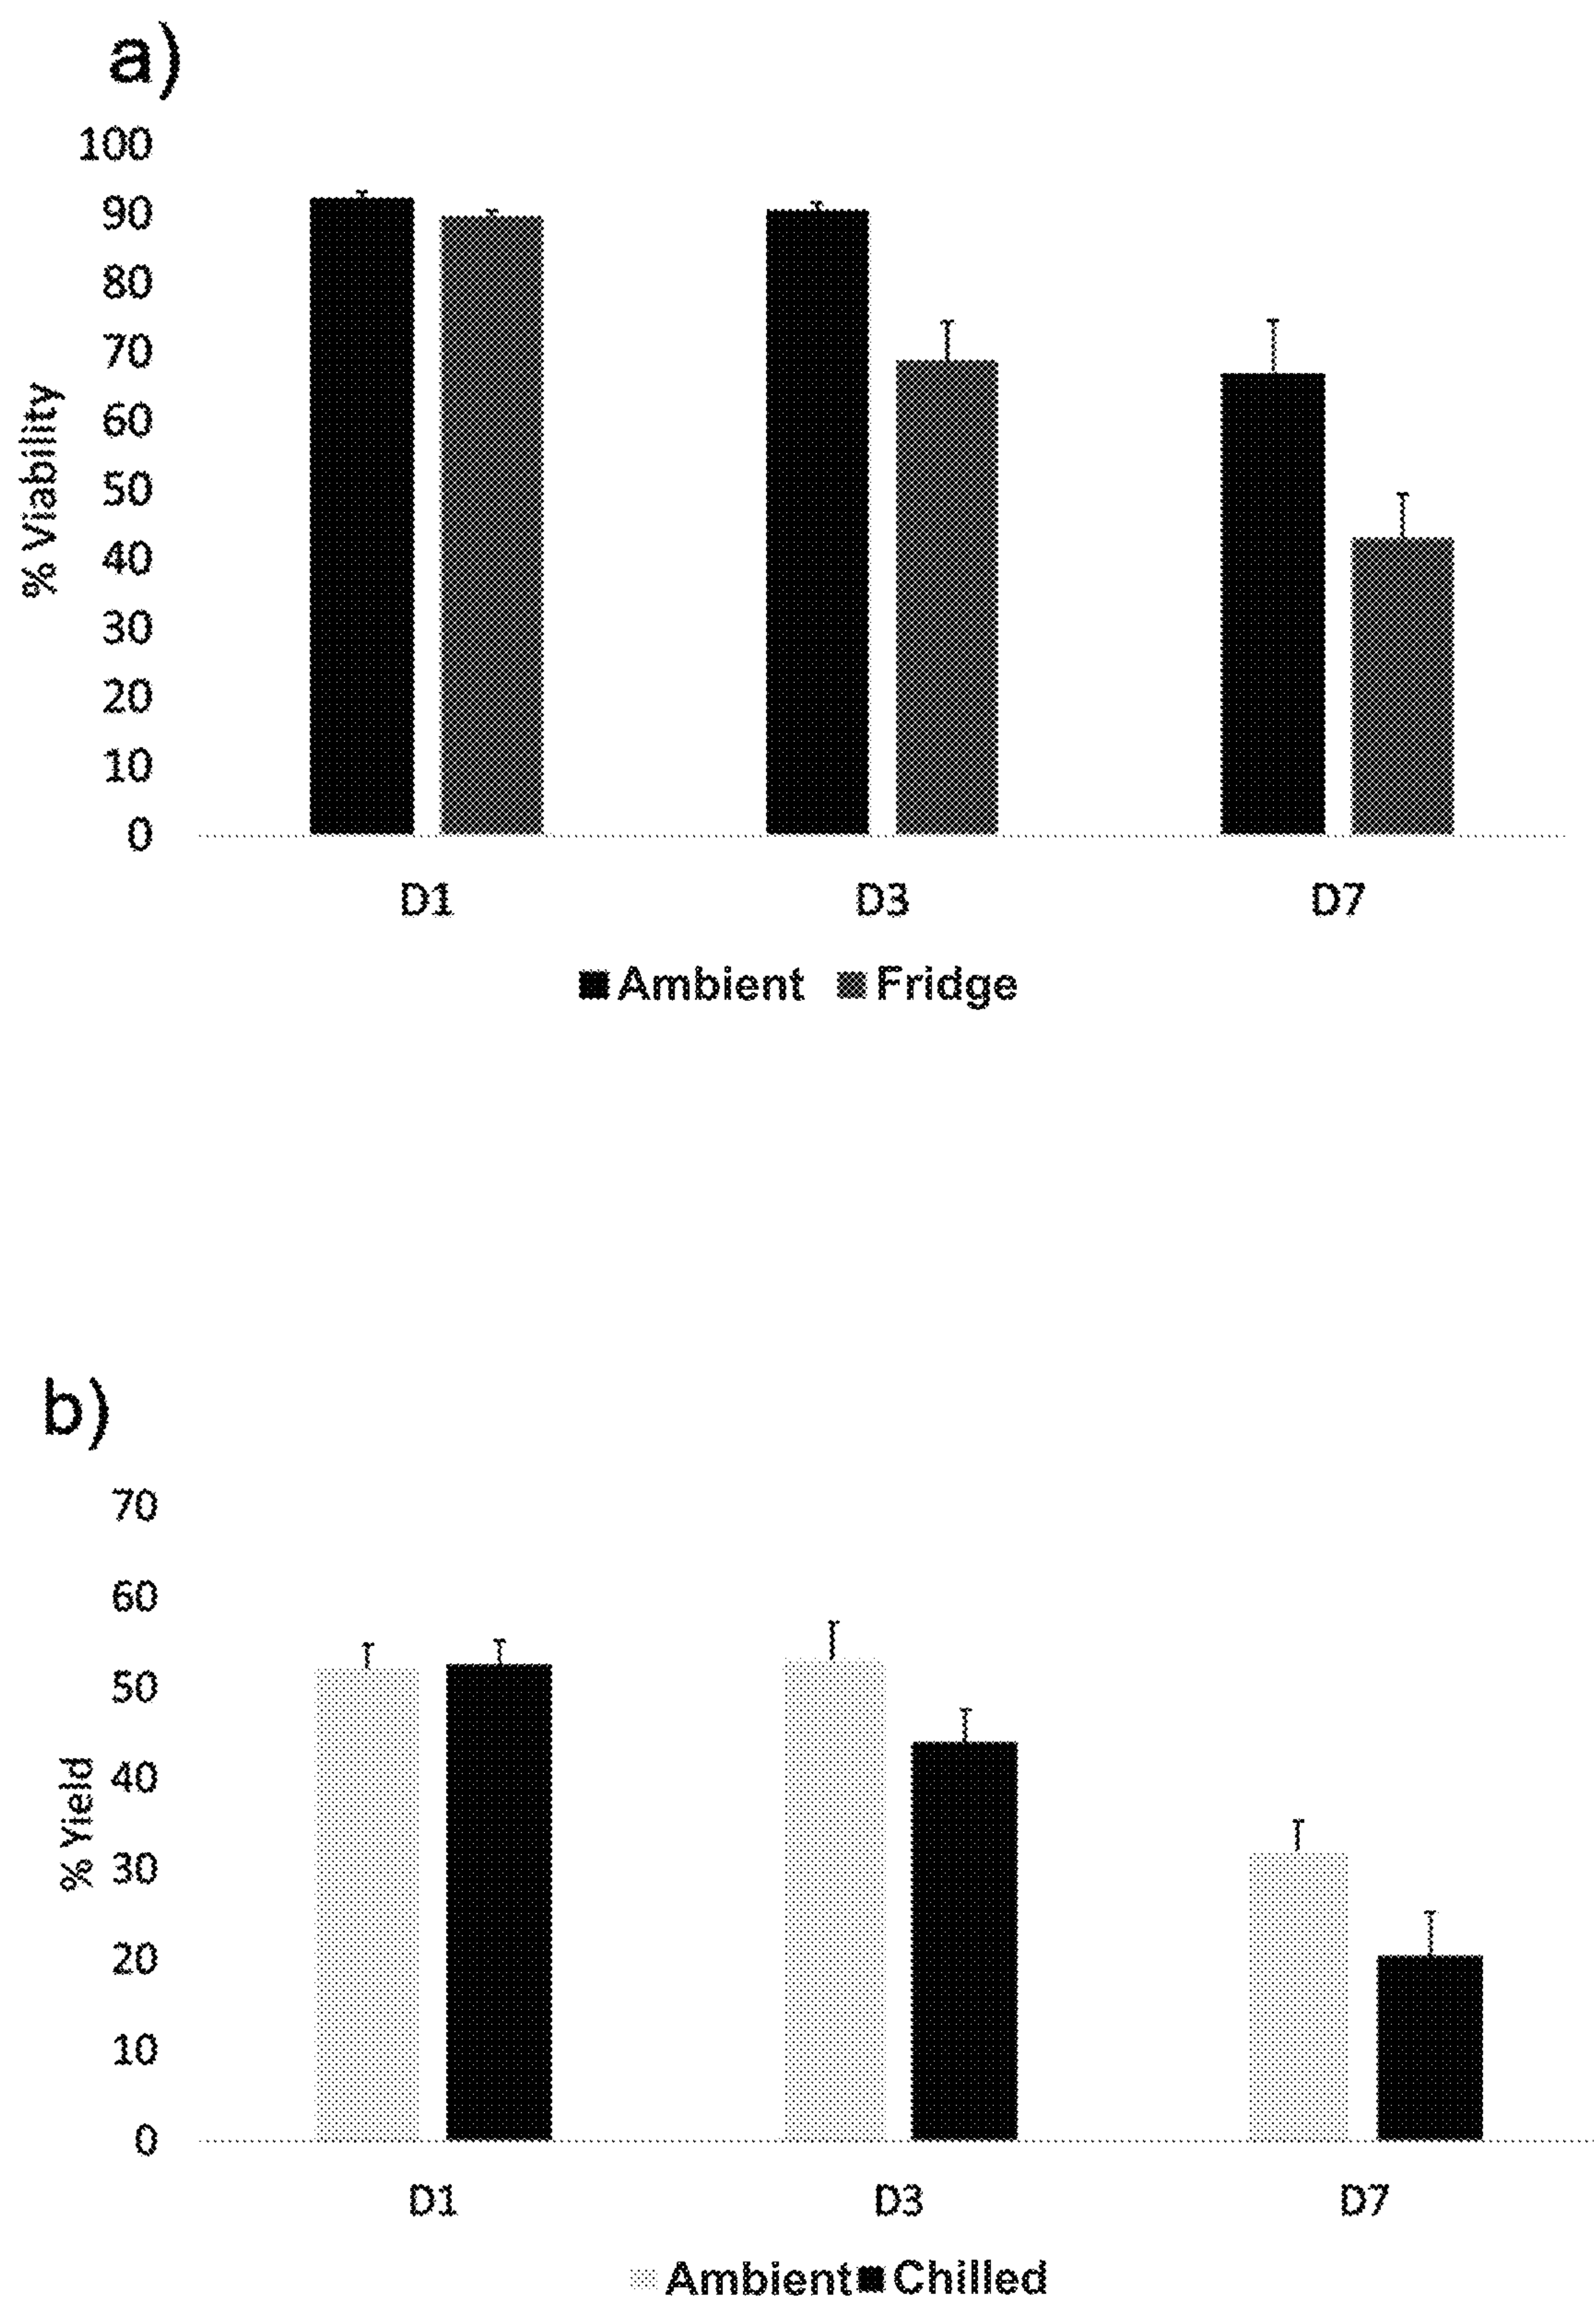 a)
100
90
80
70
60
50
40
30
20
10
0
% Viability
D1 D3 D7
Ambient Fridge
b)
70
60
50
40
30
20
10
0
% Yield
D1 D3 D7
Ambient Chilled